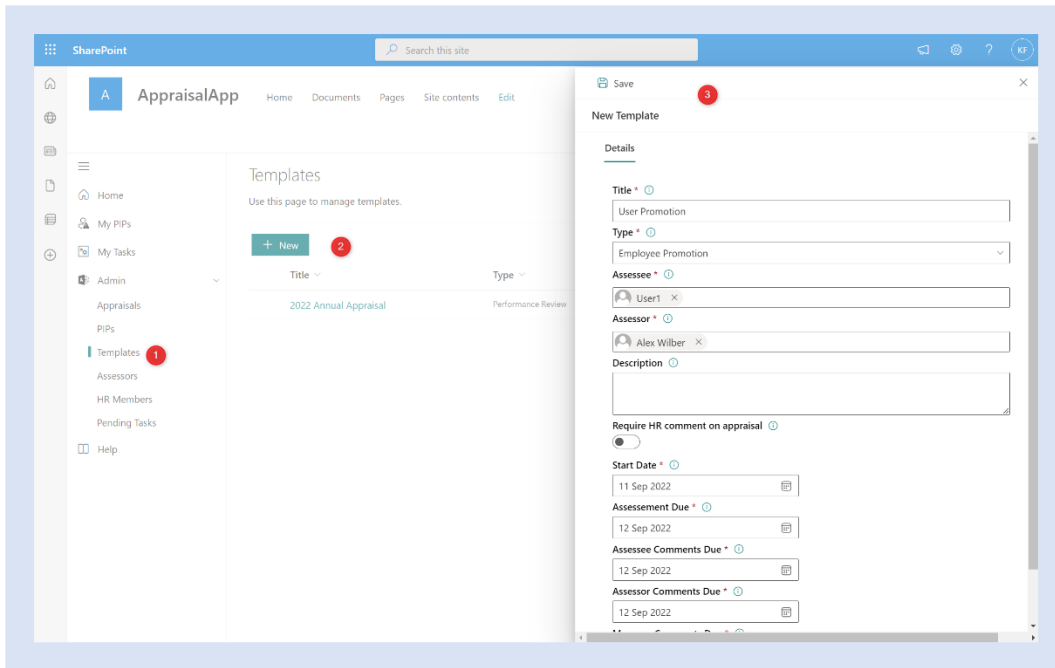 SharePoint
Search this site
?
KF
A
AppraisalApp
Home
Documents
Pages
Site contents
Edit
Home
My PIPs
My Tasks
Admin
Appraisals
PIPs
Templates
1
Assessors
HR Members
Pending Tasks
Help
Templates
Use this page to manage templates.
+ New
2
Title
Type
2022 Annual Appraisal
Performance Review
Save
3
New Template
Details
Title *
User Promotion
Type *
Employee Promotion
Assessee *
User1
Assessor *
Alex Wilber
Description
Require HR comment on appraisal
Start Date *
11 Sep 2022
Assessement Due *
12 Sep 2022
Assessee Comments Due *
12 Sep 2022
Assessor Comments Due *
12 Sep 2022